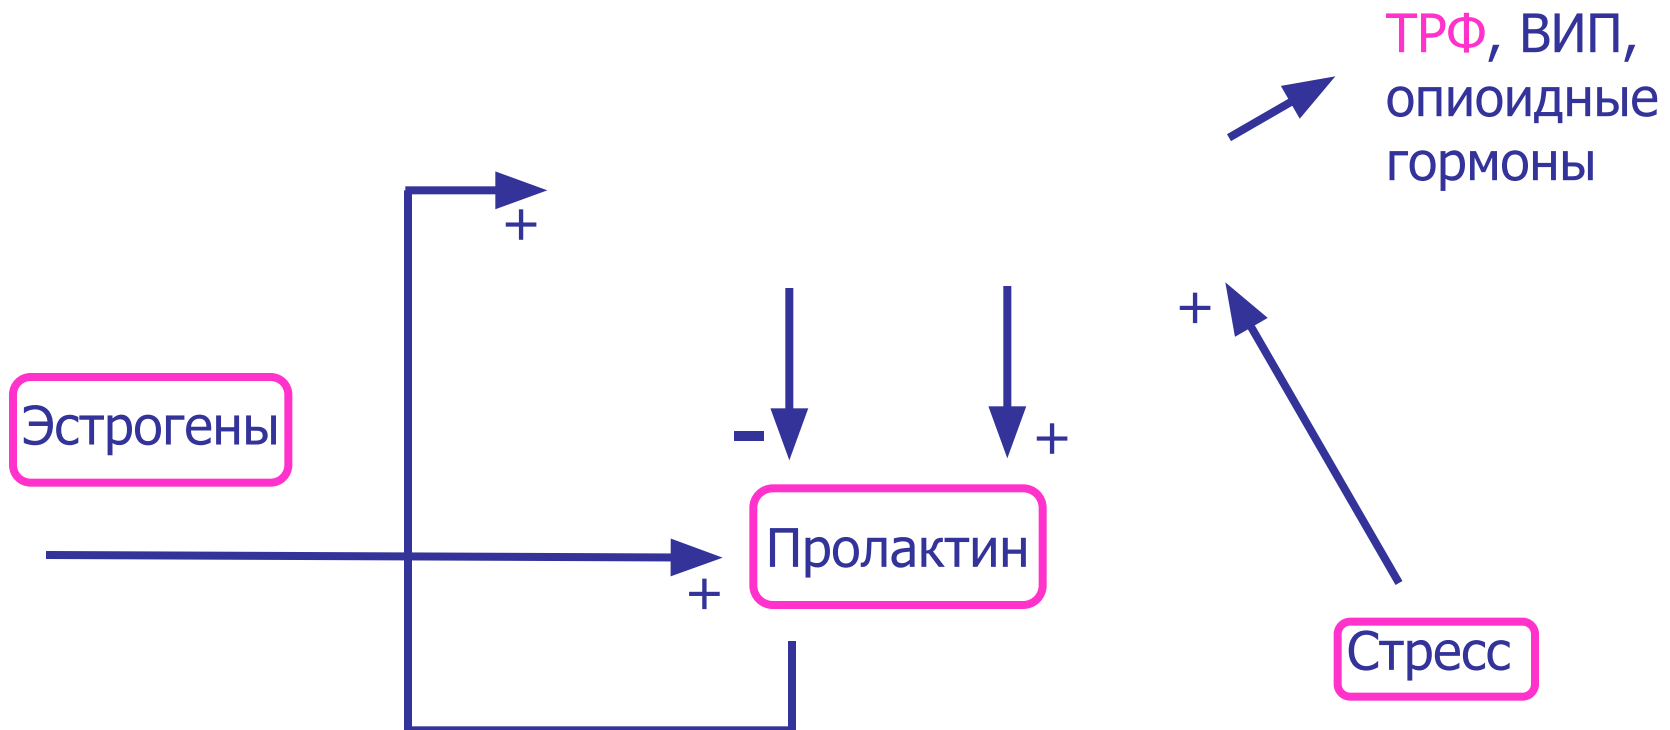 ТРФ, ВИП,
опиоидные
гормоны
+
+
Эстрогены
- +
Пролактин
+
Стресс